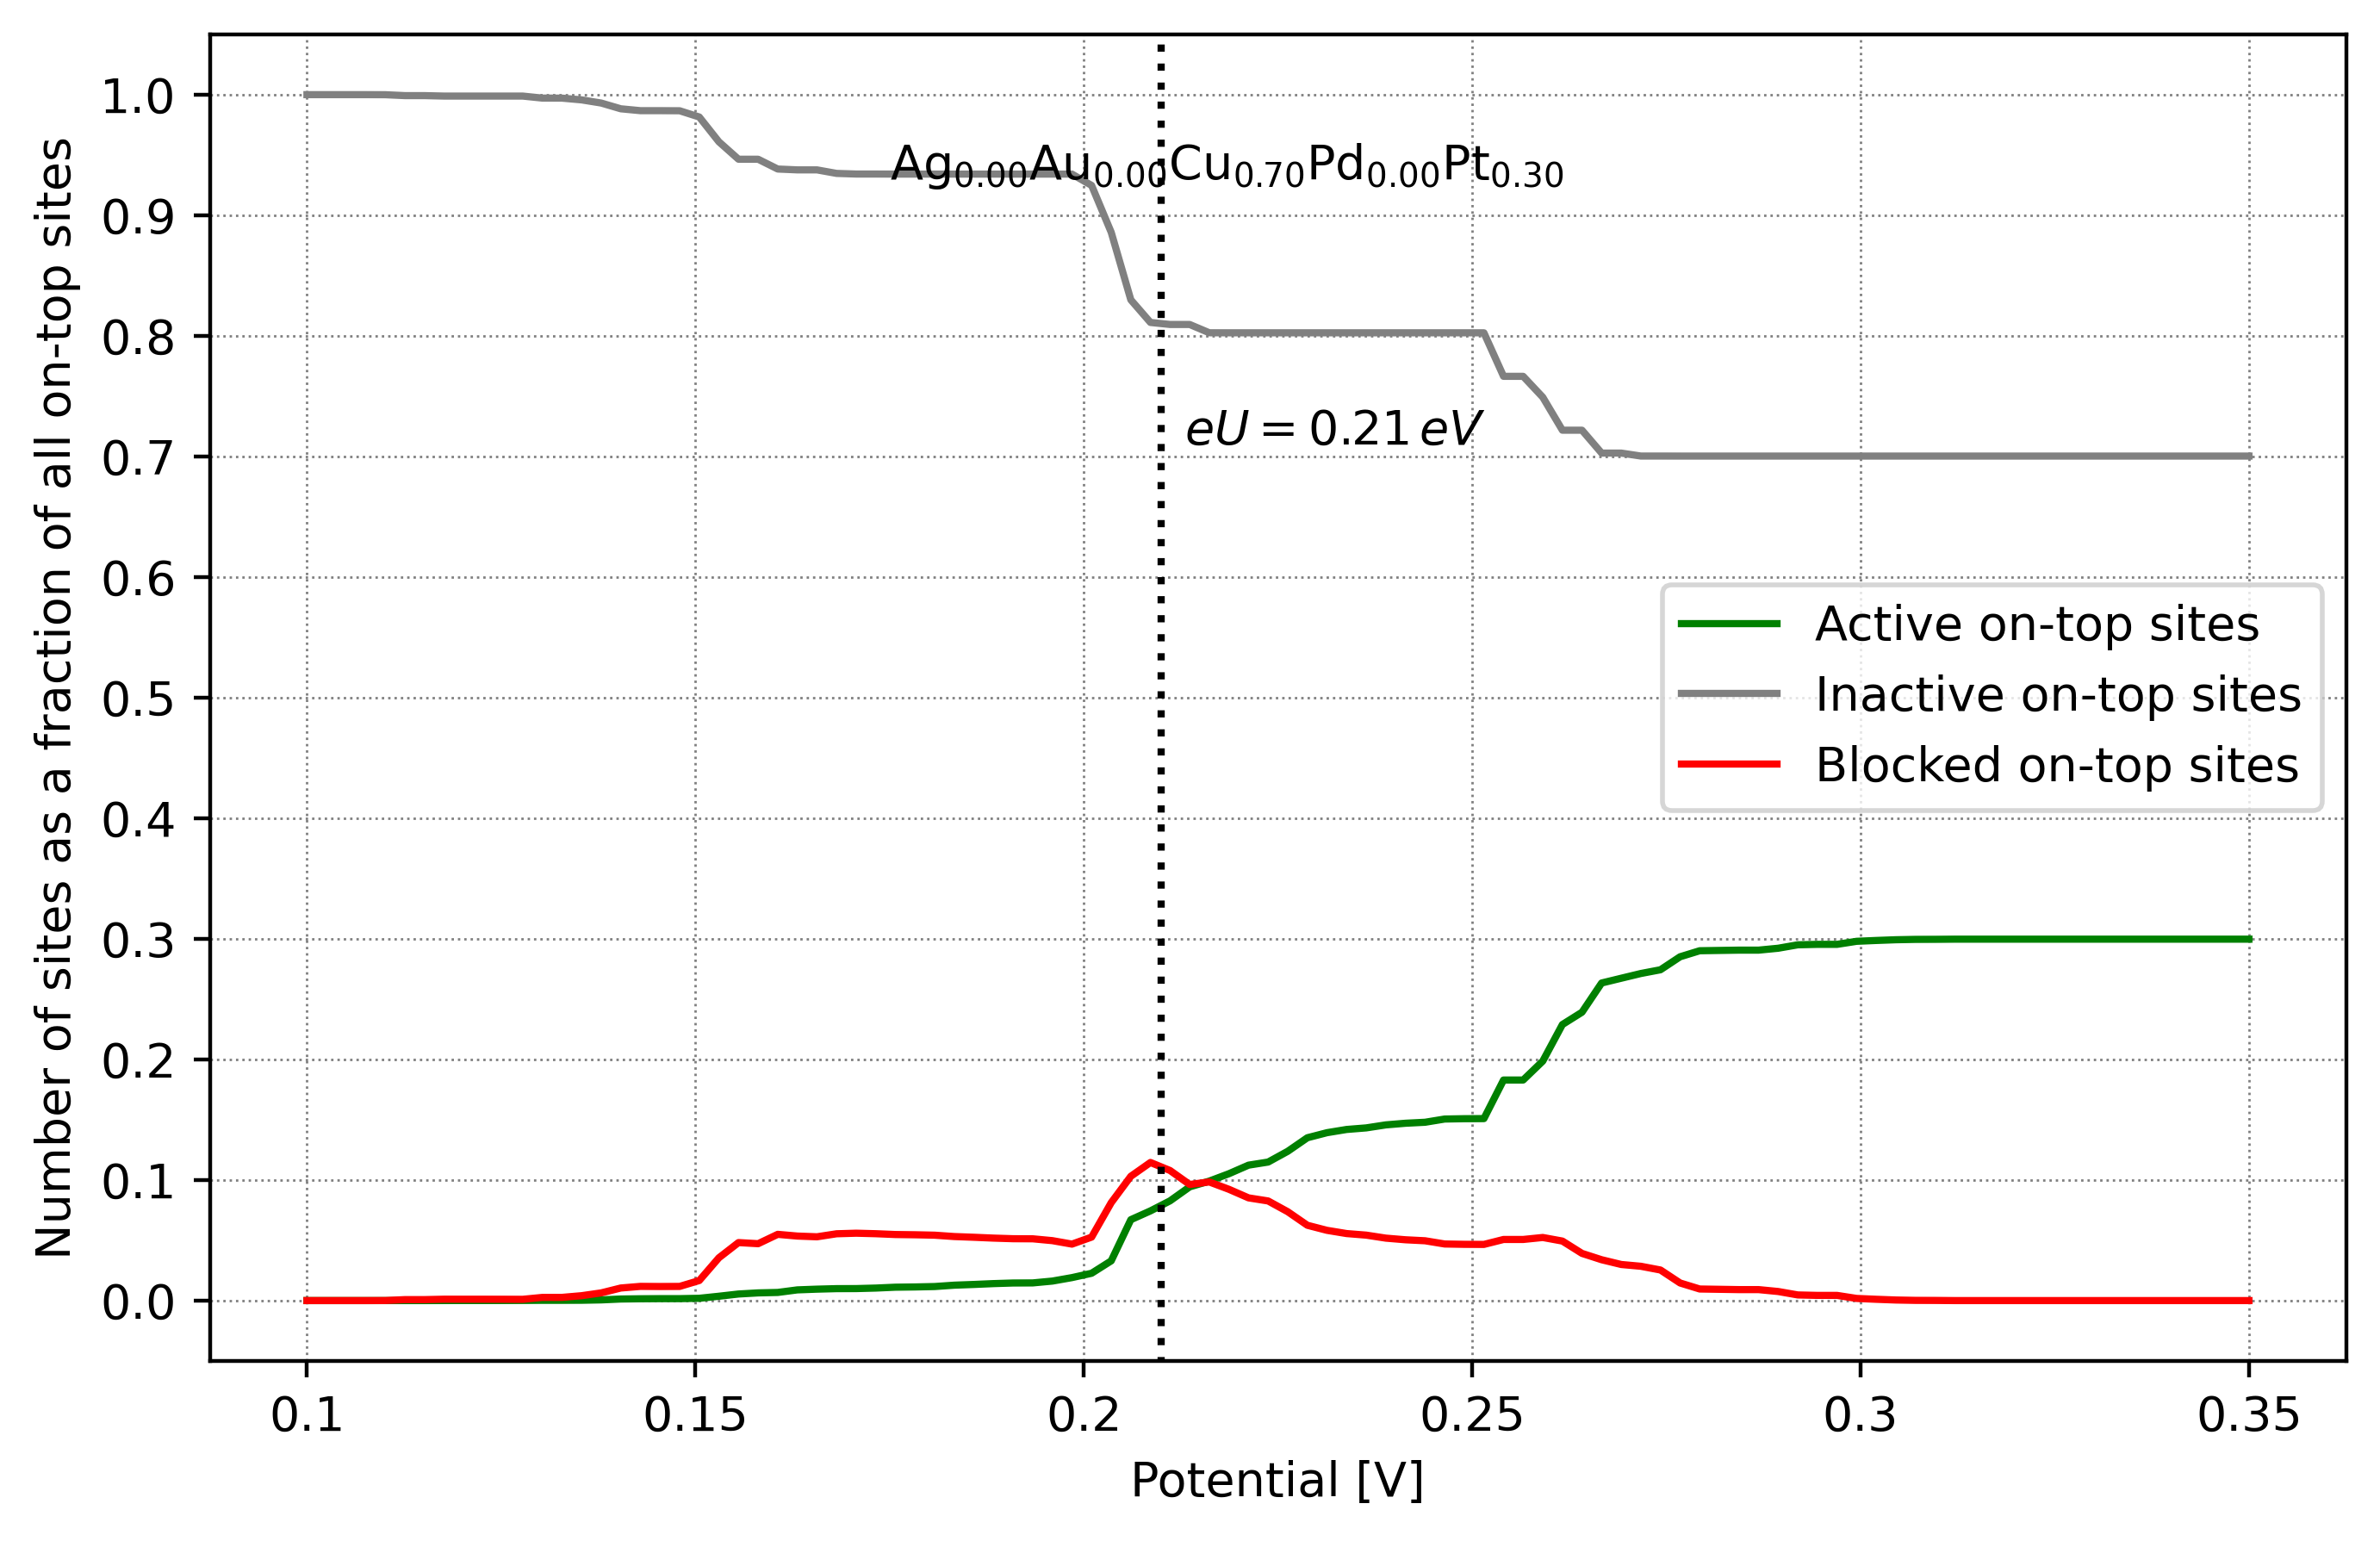 Number of sites as a fraction of all on-top sites
1.0
0.9
0.8
0.7
0.6
0.5
0.4
0.3
0.2
0.1
0.0
Ag0.00Au0.00Cu0.70Pd0.00Pt0.30
eU = 0.21 eV
Active on-top sites
Inactive on-top sites
Blocked on-top sites
0.1 0.15 0.2 0.25 0.3 0.35
Potential [V]